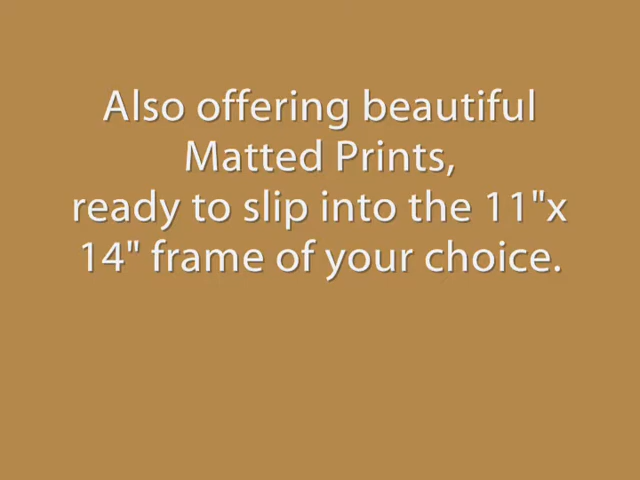 Also offering beautiful
Matted Prints,
ready to slip into the 11"x
14" frame of your choice.